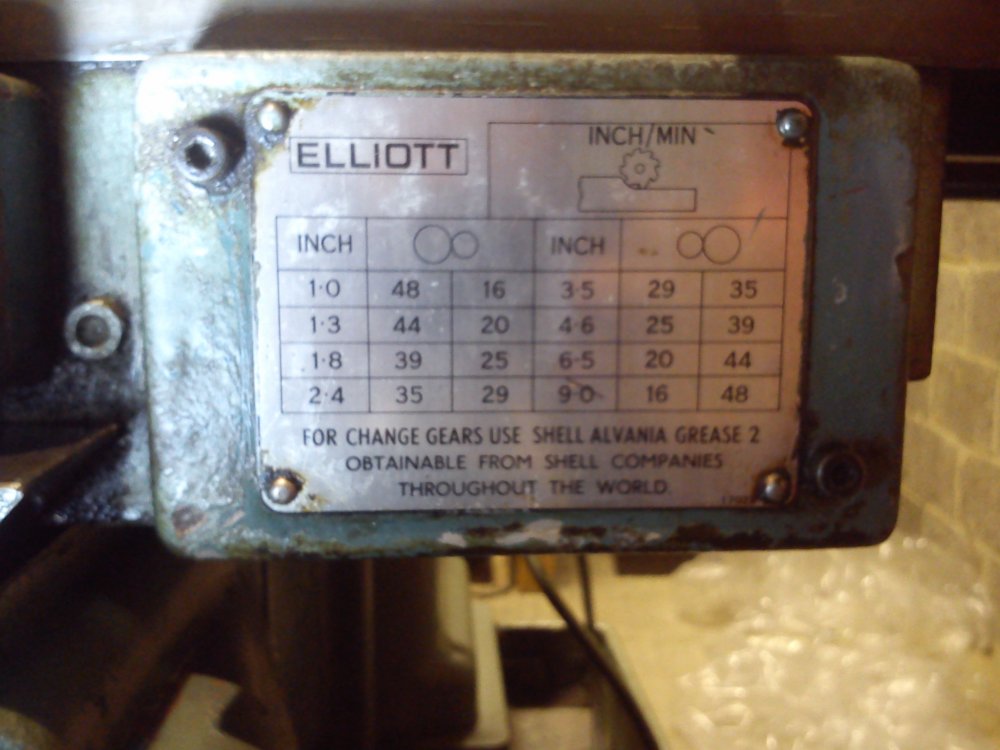 ELLIOTT
INCH/MIN
INCH INCH
1·0 48 16 3·5 29 35
1·3 44 20 4·6 25 39
1·8 39 25 6·5 20 44
2·4 35 29 9·0 16 48
FOR CHANGE GEARS USE SHELL ALVANIA GREASE 2
OBTAINABLE FROM SHELL COMPANIES
THROUGHOUT THE WORLD